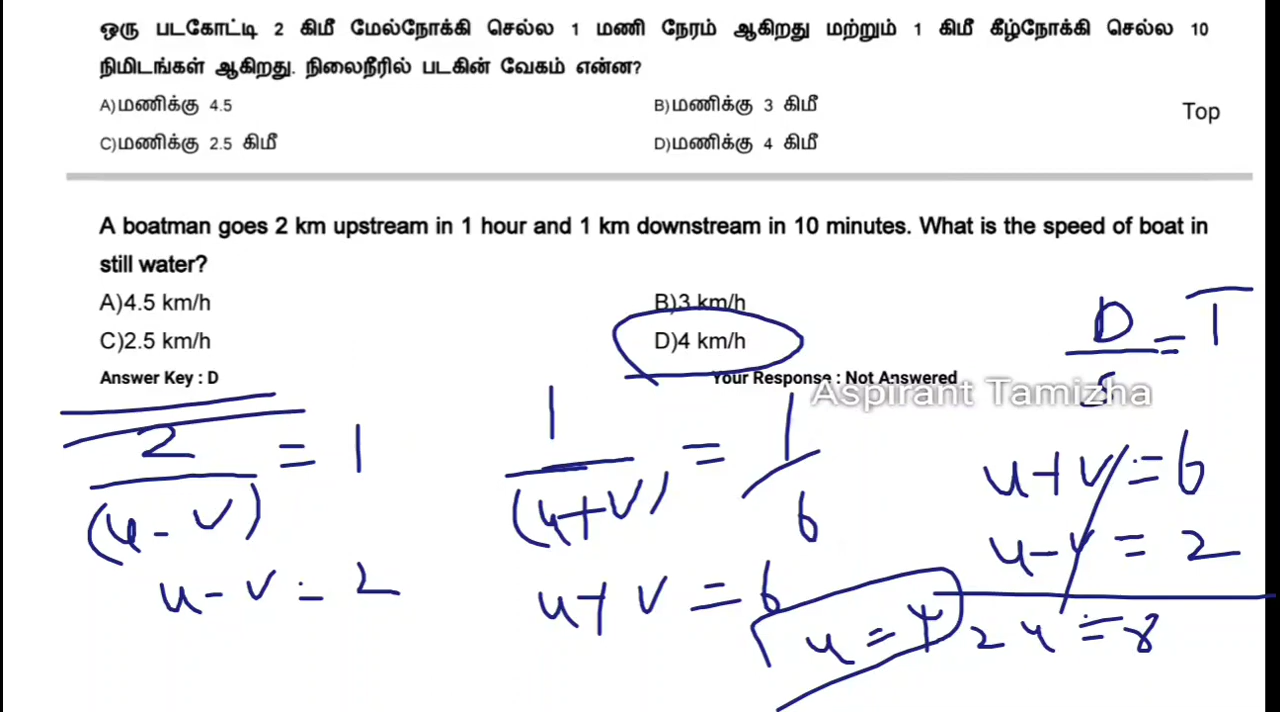 ஒரு படகோட்டி 2 கிமீ மேல்நோக்கி செல்ல 1 மணி நேரம் ஆகிறது மற்றும் 1 கிமீ கீழ்நோக்கி செல்ல 10
நிமிடங்கள் ஆகிறது. நிலைநீரில் படகின் வேகம் என்ன?
A)மணிக்கு 4.5 B)மணிக்கு 3 கிமீ
Top
C)மணிக்கு 2.5 கிமீ D)மணிக்கு 4 கிமீ
A boatman goes 2 km upstream in 1 hour and 1 km downstream in 10 minutes. What is the speed of boat in
still water?
A)4.5 km/h B)3 km/h
C)2.5 km/h D)4 km/h
Answer Key : D Your Response : Not Answered
Aspirant Tamizha
D/S = T
2/(u - v) = 1
1/(u+v) = 1/6
u+v = 6
u-v = 2
u - v = 2
u + v = 6
u = 4
2u = 8